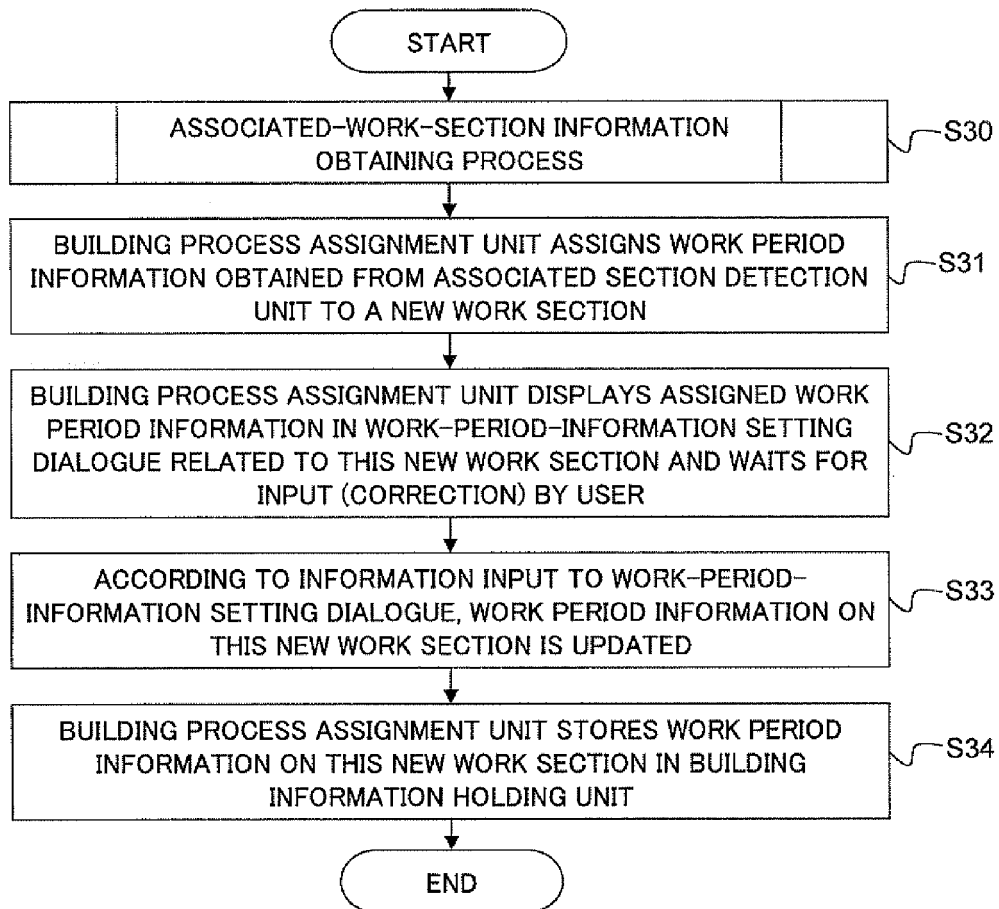 START
ASSOCIATED-WORK-SECTION INFORMATION
OBTAINING PROCESS
S30
BUILDING PROCESS ASSIGNMENT UNIT ASSIGNS WORK PERIOD
INFORMATION OBTAINED FROM ASSOCIATED SECTION DETECTION
UNIT TO A NEW WORK SECTION
S31
BUILDING PROCESS ASSIGNMENT UNIT DISPLAYS ASSIGNED WORK
PERIOD INFORMATION IN WORK-PERIOD-INFORMATION SETTING
DIALOGUE RELATED TO THIS NEW WORK SECTION AND WAITS FOR
INPUT (CORRECTION) BY USER
S32
ACCORDING TO INFORMATION INPUT TO WORK-PERIOD-
INFORMATION SETTING DIALOGUE, WORK PERIOD INFORMATION ON
THIS NEW WORK SECTION IS UPDATED
S33
BUILDING PROCESS ASSIGNMENT UNIT STORES WORK PERIOD
INFORMATION ON THIS NEW WORK SECTION IN BUILDING
INFORMATION HOLDING UNIT
S34
END